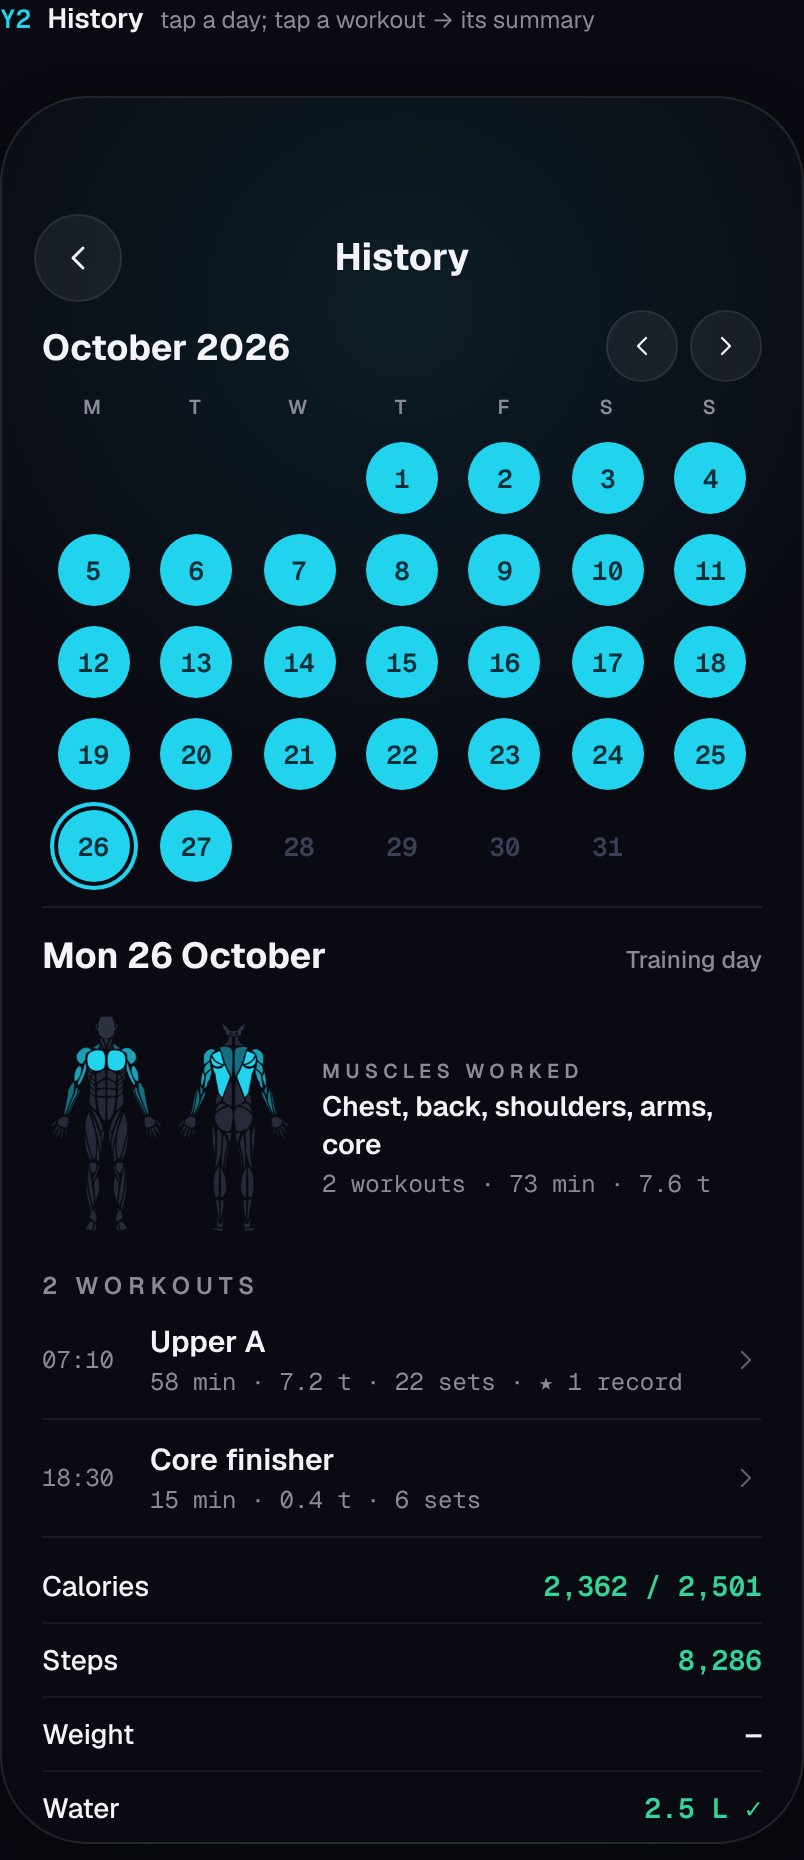 Y2 History tap a day; tap a workout → its summary
History
October 2026
M T W T F S S
1 2 3 4
5 6 7 8 9 10 11
12 13 14 15 16 17 18
19 20 21 22 23 24 25
26 27 28 29 30 31
Mon 26 October Training day
MUSCLES WORKED
Chest, back, shoulders, arms,
core
2 workouts · 73 min · 7.6 t
2 WORKOUTS
07:10 Upper A
58 min · 7.2 t · 22 sets · ★ 1 record
18:30 Core finisher
15 min · 0.4 t · 6 sets
Calories 2,362 / 2,501
Steps 8,286
Weight –
Water 2.5 L ✓